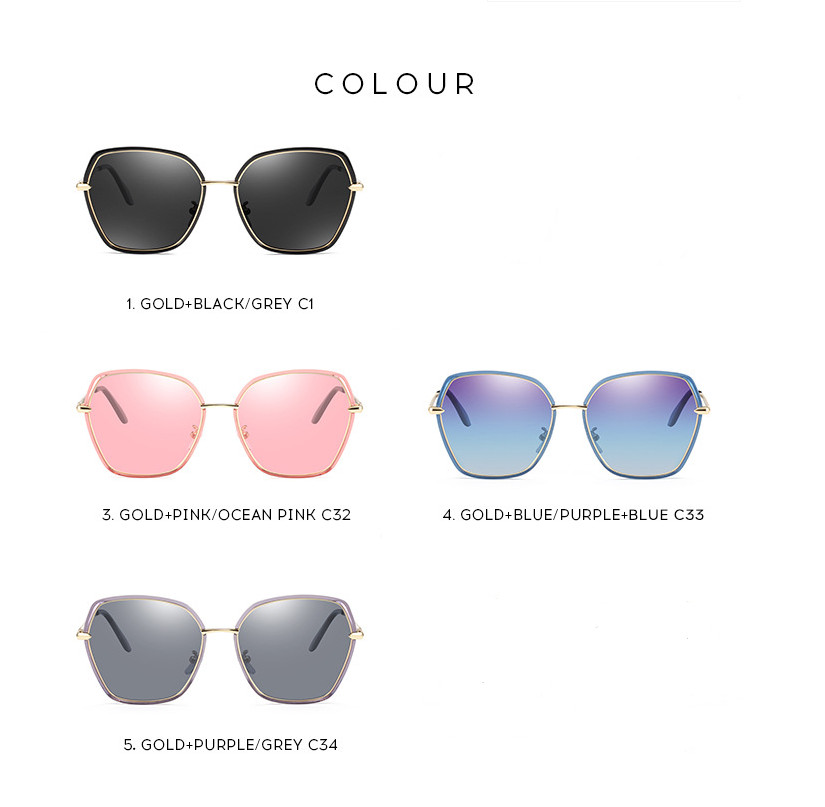 COLOUR
1. GOLD+BLACK/GREY C1
3. GOLD+PINK/OCEAN PINK C32
4. GOLD+BLUE/PURPLE+BLUE C33
5. GOLD+PURPLE/GREY C34